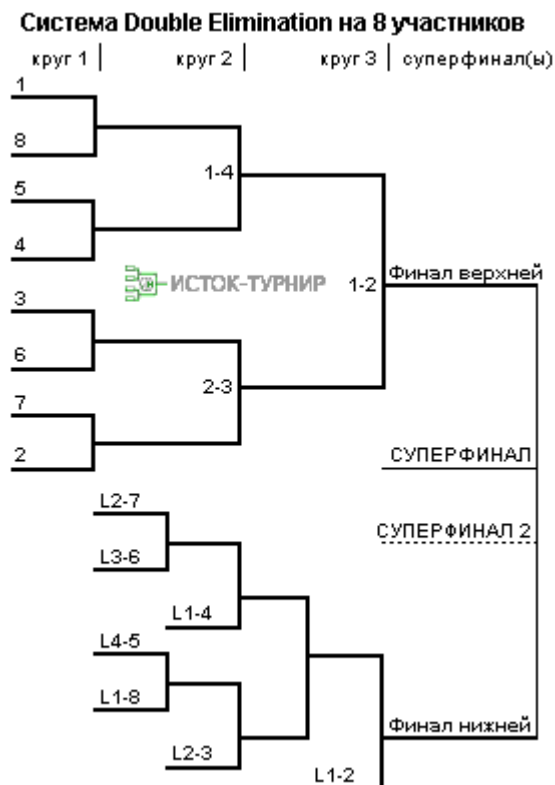 Система Double Elimination на 8 участников
круг 1 круг 2 круг 3 суперфинал(ы)
1
8
1-4
5
4
ИСТОК-ТУРНИР
1-2
Финал верхней
3
6
2-3
7
2
СУПЕРФИНАЛ
L2-7
СУПЕРФИНАЛ 2
L3-6
L1-4
L4-5
L1-8
Финал нижней
L2-3
L1-2